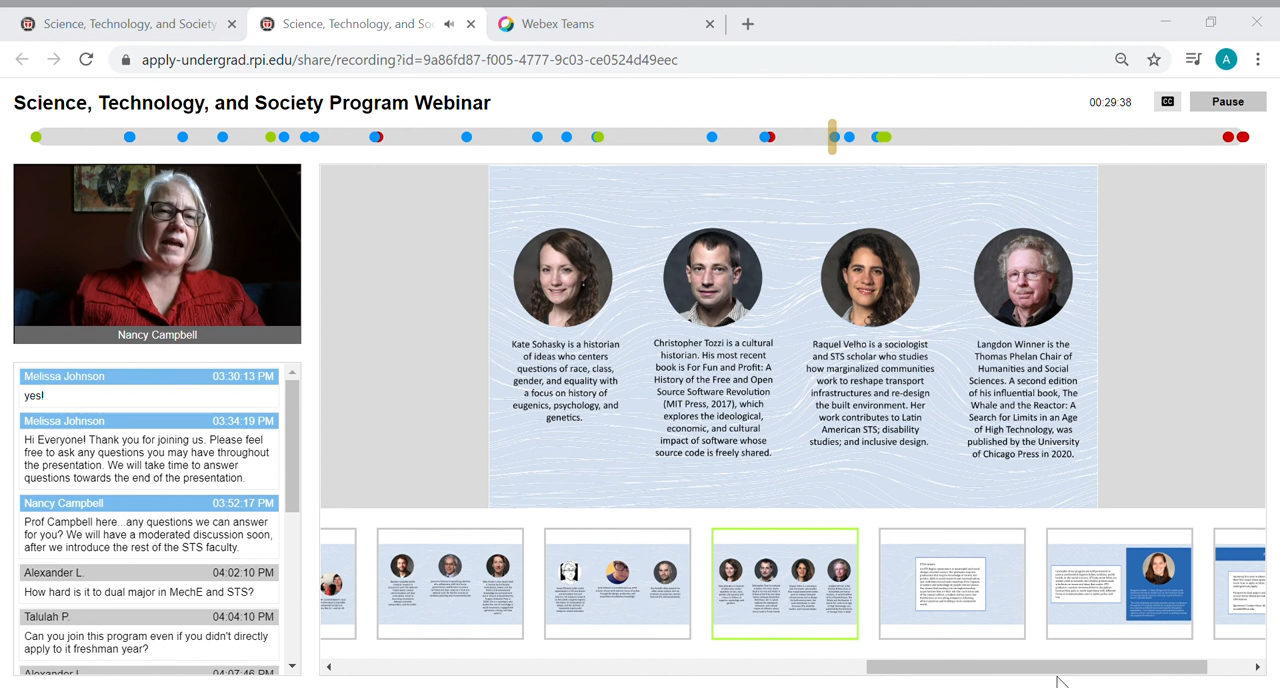 Science, Technology, and Society
Science, Technology, and So
Webex Teams
apply-undergrad.rpi.edu/share/recording?id=9a86fd87-f005-4777-9c03-ce0524d49eec
A
Science, Technology, and Society Program Webinar
00:29:38
CC
Pause
Nancy Campbell
Melissa Johnson 03:30:13 PM
yes!
Melissa Johnson 03:34:19 PM
Hi Everyone! Thank you for joining us. Please feel
free to ask any questions you may have throughout
the presentation. We will take time to answer
questions towards the end of the presentation.
Nancy Campbell 03:52:17 PM
Prof Campbell here...any questions we can answer
for you? We will have a moderated discussion soon,
after we introduce the rest of the STS faculty.
Alexander L. 04:02:10 PM
How hard is it to dual major in MechE and STS?
Talulah P. 04:04:10 PM
Can you join this program even if you didn't directly
apply to it freshman year?
Alexander L. 04:07:46 PM
Kate Sohasky is a historian
of ideas who centers
questions of race, class,
gender, and equality with
a focus on history of
eugenics, psychology, and
genetics.
Christopher Tozzi is a cultural
historian. His most recent
book is For Fun and Profit: A
History of the Free and Open
Source Software Revolution
(MIT Press, 2017), which
explores the ideological,
economic, and cultural
impact of software whose
source code is freely shared.
Raquel Velho is a sociologist
and STS scholar who studies
how marginalized communities
work to reshape transport
infrastructures and re-design
the built environment. Her
work contributes to Latin
American STS; disability
studies; and inclusive design.
Langdon Winner is the
Thomas Phelan Chair of
Humanities and Social
Sciences. A second edition
of his influential book, The
Whale and the Reactor: A
Search for Limits in an Age
of High Technology, was
published by the University
of Chicago Press in 2020.